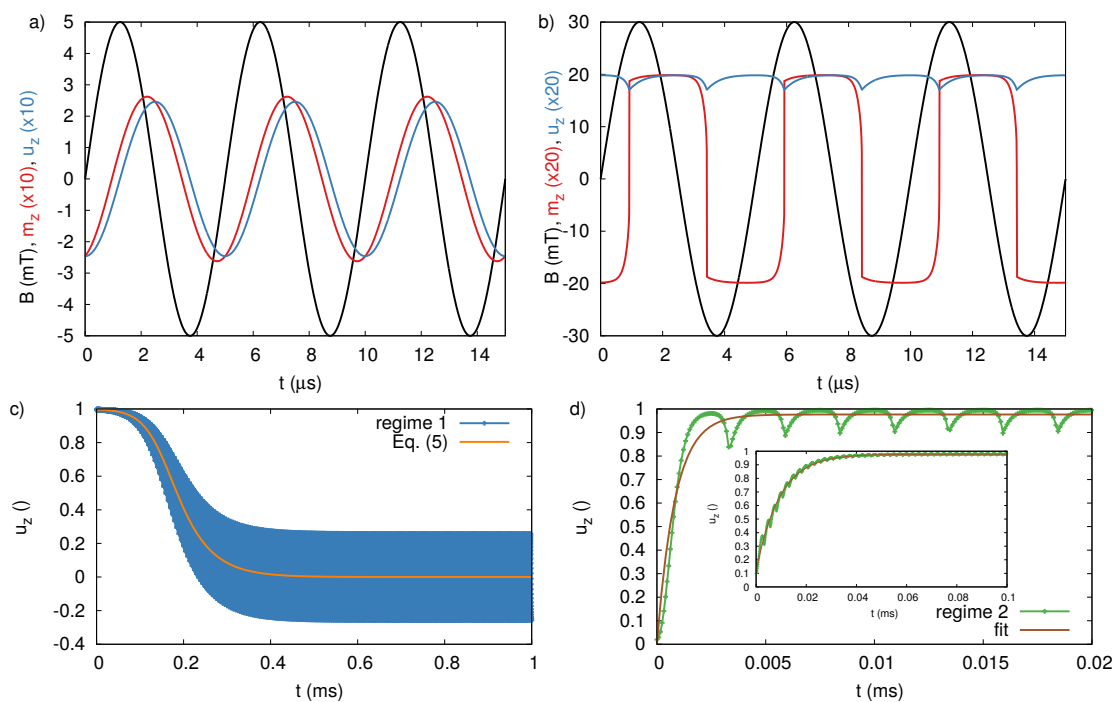 a)
B (mT), m_z (x10), u_z (x10)
5
4
3
2
1
0
-1
-2
-3
-4
-5
0 2 4 6 8 10 12 14
t (μs)
b)
B (mT), m_z (x20), u_z (x20)
30
20
10
0
-10
-20
-30
0 2 4 6 8 10 12 14
t (μs)
c)
u_z ()
1
0.8
0.6
0.4
0.2
0
-0.2
-0.4
0 0.2 0.4 0.6 0.8 1
t (ms)
regime 1
Eq. (5)
d)
u_z ()
1
0.9
0.8
0.7
0.6
0.5
0.4
0.3
0.2
0.1
0
0 0.005 0.01 0.015 0.02
t (ms)
u_z ()
1
0.9
0.8
0.7
0.6
0.5
0.4
0.3
0.2
0.1
0
0 0.02 0.04 0.06 0.08 0.1
t (ms)
regime 2
fit